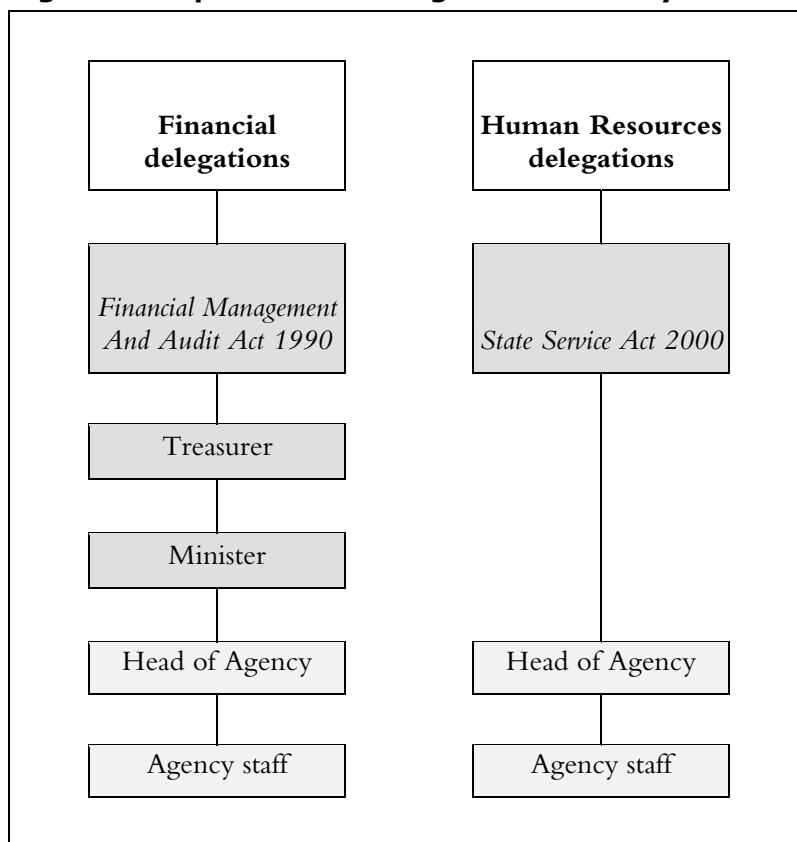 Financial
delegations
Financial Management
And Audit Act 1990
Treasurer
Minister
Head of Agency
Agency staff
Human Resources
delegations
State Service Act 2000
Head of Agency
Agency staff